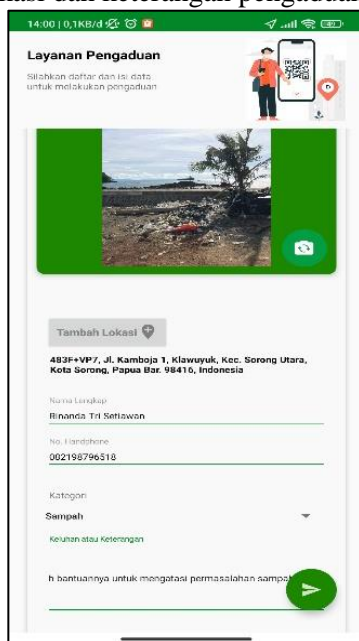 14:00 | 0,1KB/d
Layanan Pengaduan
Silahkan daftar dan isi data
untuk melakukan pengaduan
D
Tambah Lokasi
483F+VP7, Jl. Kamboja 1, Klawuyuk, Kec. Sorong Utara,
Kota Sorong, Papua Bar. 98416, Indonesia
Nama Lengkap
Rinanda Tri Setiawan
No. Handphone
082198796518
Kategori
Sampah
Keluhan atau Keterangan
h bantuannya untuk mengatasi permasalahan sampa